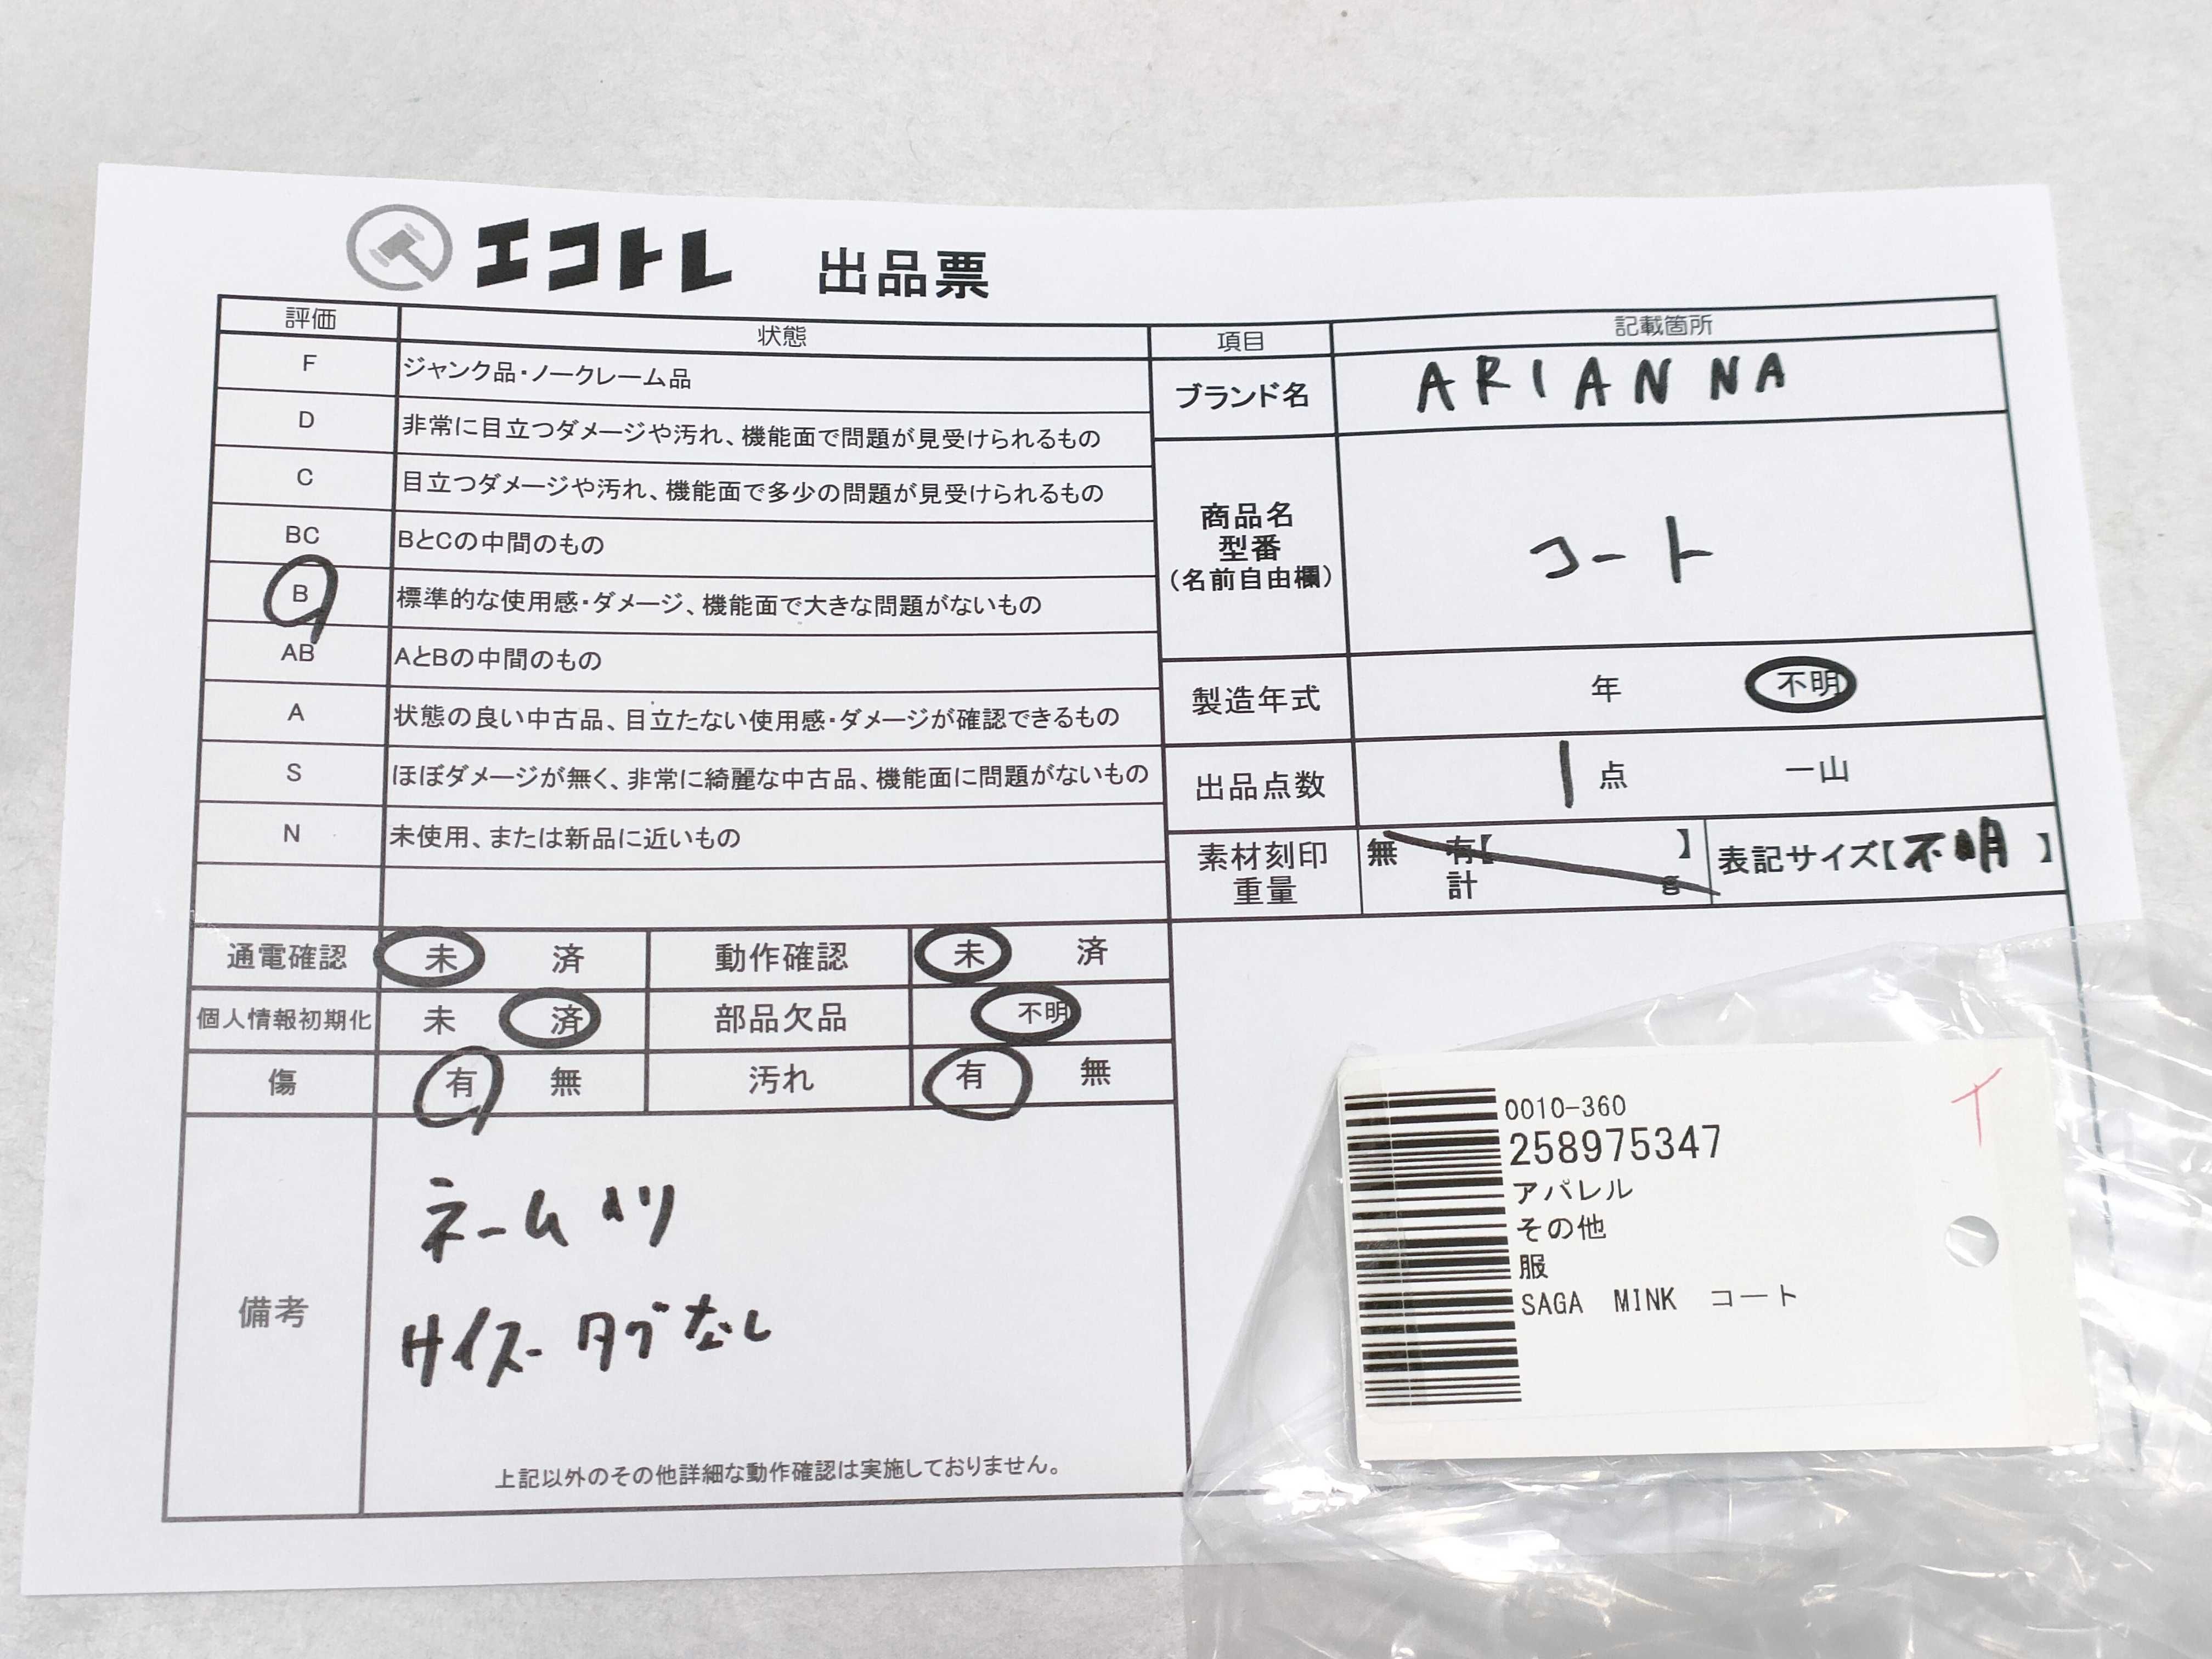 エコトレ 出品票
評価 状態
F ジャンク品・ノークレーム品
D 非常に目立つダメージや汚れ、機能面で問題が見受けられるもの
C 目立つダメージや汚れ、機能面で多少の問題が見受けられるもの
BC BとCの中間のもの
B 標準的な使用感・ダメージ、機能面で大きな問題がないもの
AB AとBの中間のもの
A 状態の良い中古品、目立たない使用感・ダメージが確認できるもの
S ほぼダメージが無く、非常に綺麗な中古品、機能面に問題がないもの
N 未使用、または新品に近いもの
項目 記載箇所
ブランド名 ARIANNA
商品名
型番
(名前自由欄)
コート
製造年式 年 不明
出品点数 1点 一山
素材刻印 無 有【 】 表記サイズ【不明】
重量 計 g
通電確認 未 済 動作確認 未 済
個人情報初期化 未 済 部品欠品 不明
傷 有 無 汚れ 有 無
備考
ネーム入り
サイズータグなし
上記以外のその他詳細な動作確認は実施しておりません。
イ
0010-360
258975347
アパレル
その他
服
SAGA MINK コート